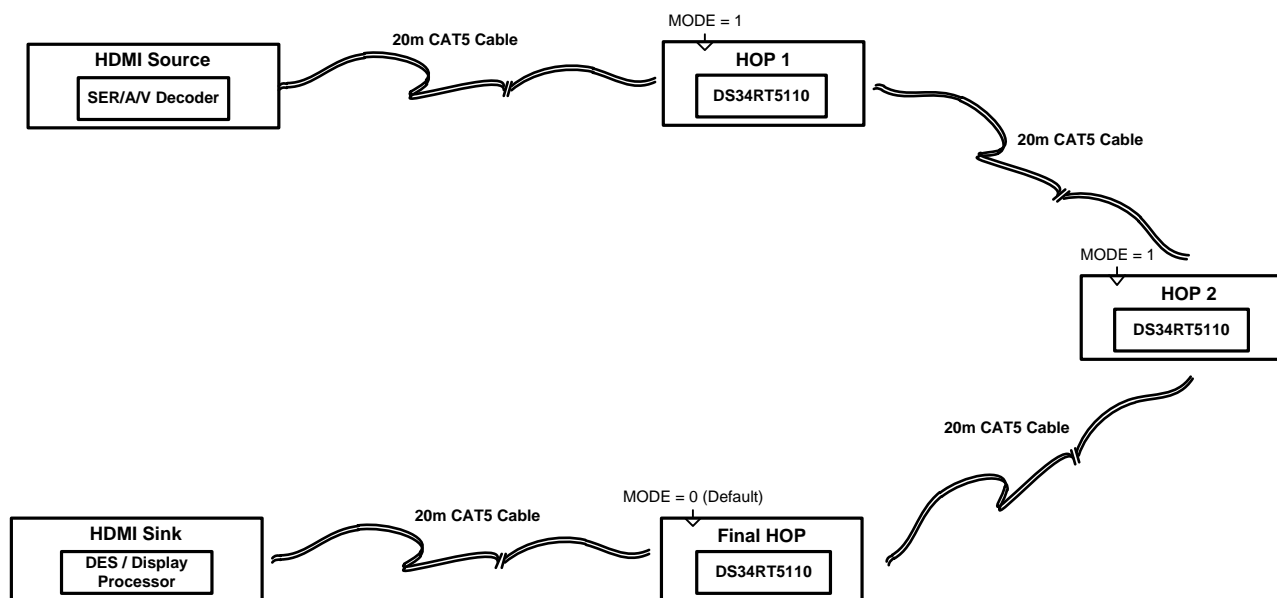 MODE = 1
20m CAT5 Cable
HDMI Source
SER/A/V Decoder
HOP 1
DS34RT5110
20m CAT5 Cable
MODE = 1
HOP 2
DS34RT5110
20m CAT5 Cable
MODE = 0 (Default)
20m CAT5 Cable
HDMI Sink
DES / Display
Processor
Final HOP
DS34RT5110